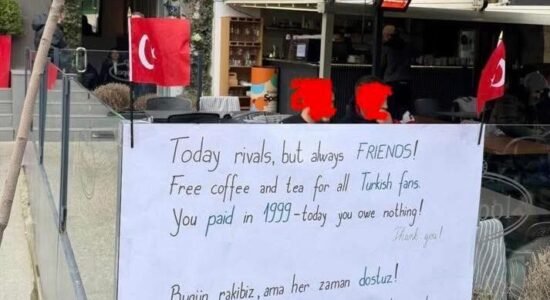 Today rivals, but always FRIENDS!
Free coffee and tea for all Turkish fans.
You paid in 1999-today you owe nothing!
Thank you!
Bugün rakibiz, ama her zaman dostuz!